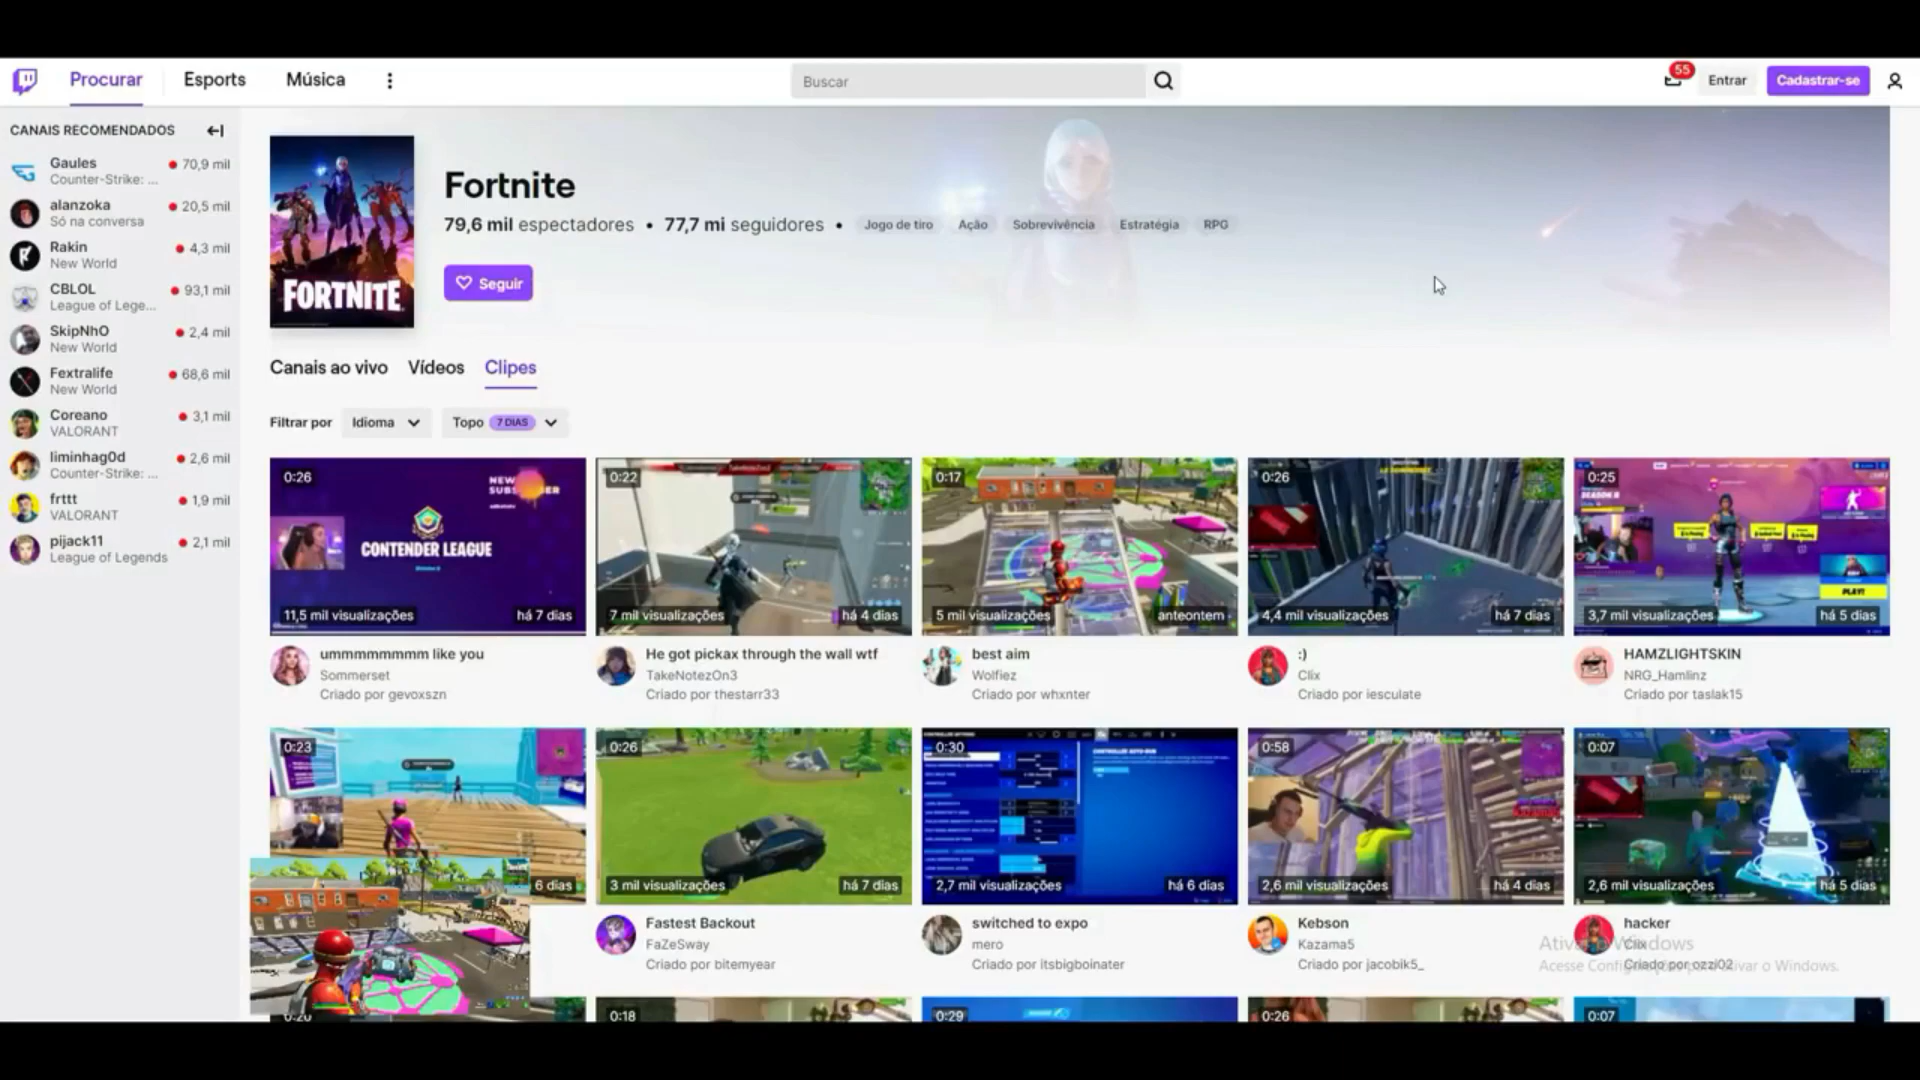 Procurar
Esports
Música
Buscar
55
Entrar
Cadastrar-se
CANAIS RECOMENDADOS
Gaules
70,9 mil
Counter-Strike: ...
alanzoka
20,5 mil
Só na conversa
Rakin
4,3 mil
New World
CBLOL
93,1 mil
League of Lege...
SkipNhO
2,4 mil
New World
Fextralife
68,6 mil
New World
Coreano
3,1 mil
VALORANT
liminhag0d
2,6 mil
Counter-Strike: ...
frttt
1,9 mil
VALORANT
pijack11
2,1 mil
League of Legends
FORTNITE
Fortnite
79,6 mil espectadores • 77,7 mi seguidores •
Jogo de tiro
Ação
Sobrevivência
Estratégia
RPG
Seguir
Canais ao vivo
Vídeos
Clipes
Filtrar por
Idioma
Topo
7 DIAS
0:26
CONTENDER LEAGUE
11,5 mil visualizações
há 7 dias
ummmmmmmm like you
Sommerset
Criado por gevoxszn
0:22
7 mil visualizações
há 4 dias
He got pickax through the wall wtf
TakeNotezOn3
Criado por thestarr33
0:17
5 mil visualizações
anteontem
best aim
Wolfiez
Criado por whxnter
0:26
4,4 mil visualizações
há 7 dias
:)
Clix
Criado por iesculate
0:25
SEASON 8
PLAY!
3,7 mil visualizações
há 5 dias
HAMZLIGHTSKIN
NRG_Hamlinz
Criado por taslak15
0:23
6 dias
0:26
3 mil visualizações
há 7 dias
Fastest Backout
FaZeSway
Criado por bitemyear
0:30
2,7 mil visualizações
há 6 dias
switched to expo
mero
Criado por itsbigboinater
0:58
2,6 mil visualizações
há 4 dias
Kebson
Kazama5
Criado por jacobik5_
0:07
2,6 mil visualizações
há 5 dias
hacker
Clix
Criado por ozzi02
Ativar o Windows
Acesse Configurações para ativar o Windows.
0:20
0:18
0:29
0:26
0:07